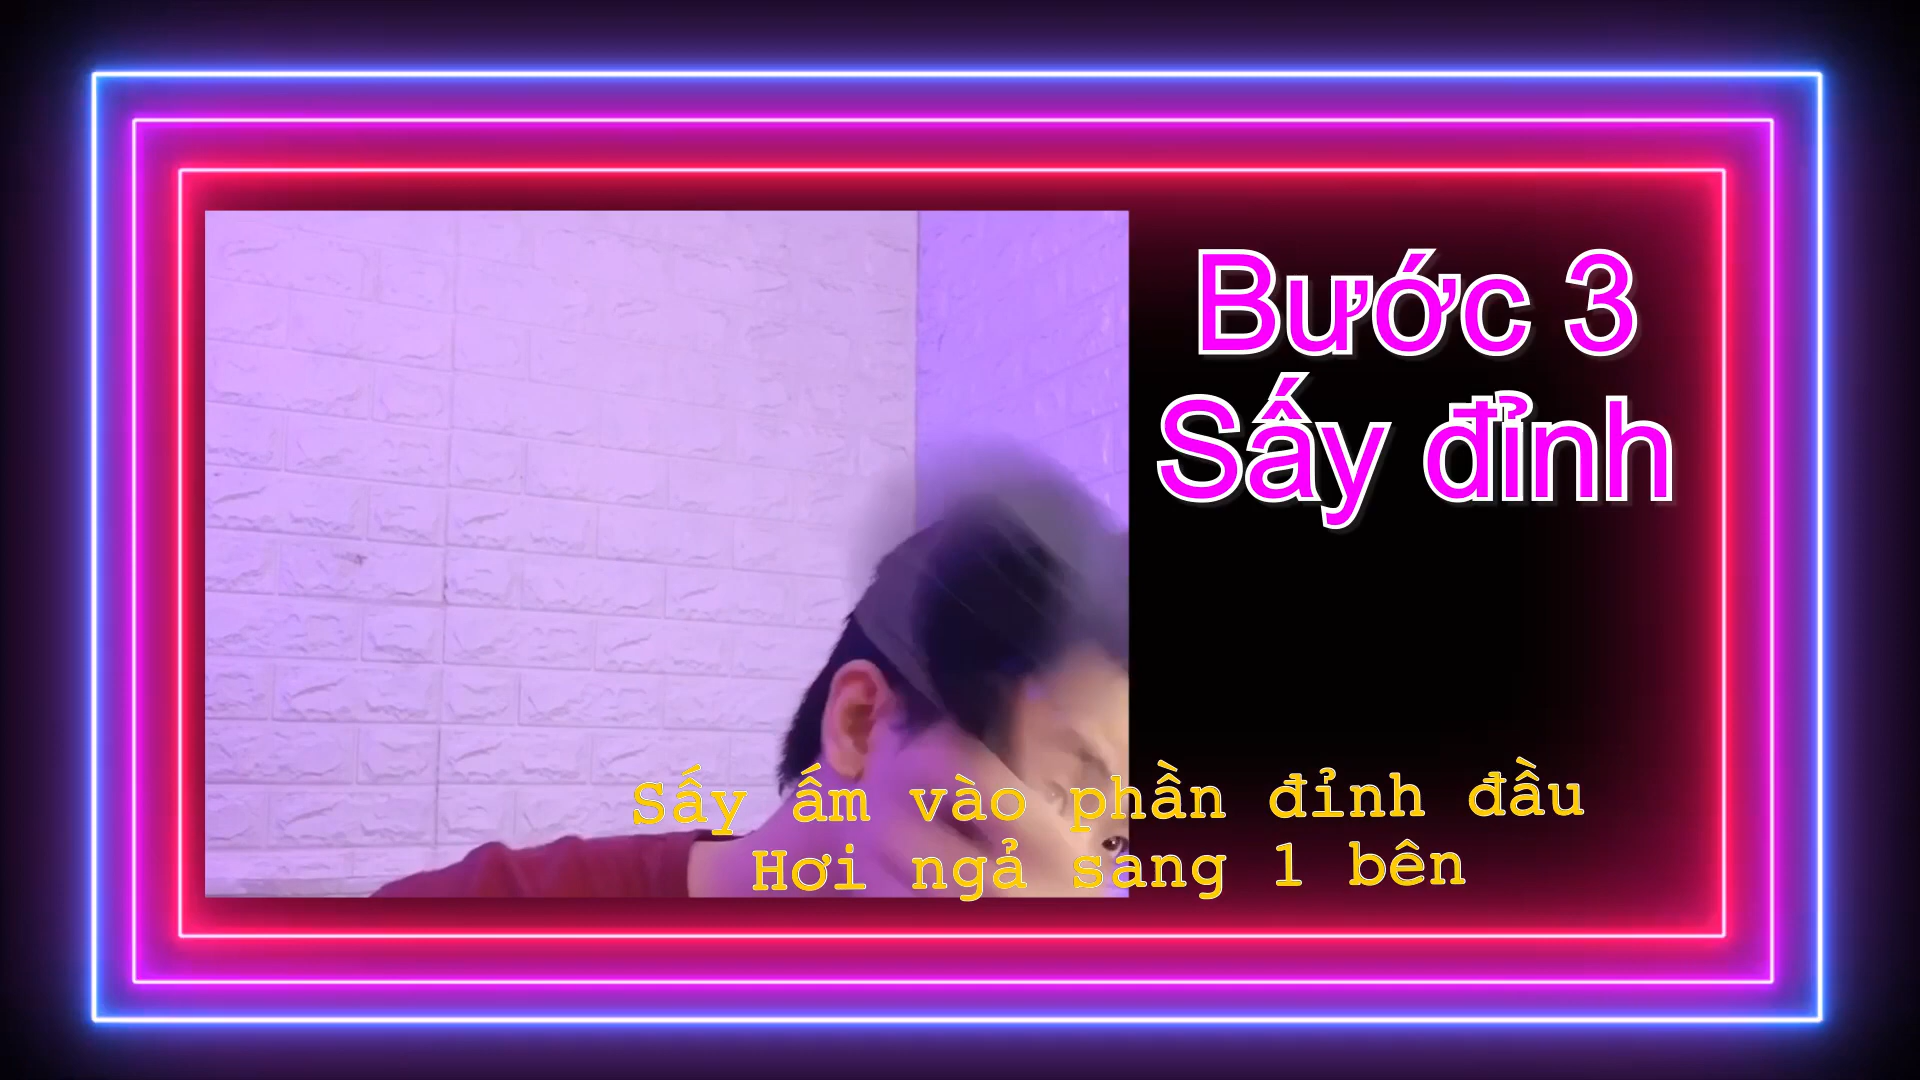 Bước 3
Sấy đỉnh
Sấy ấm vào phần đỉnh đầu
Hơi ngả sang 1 bên